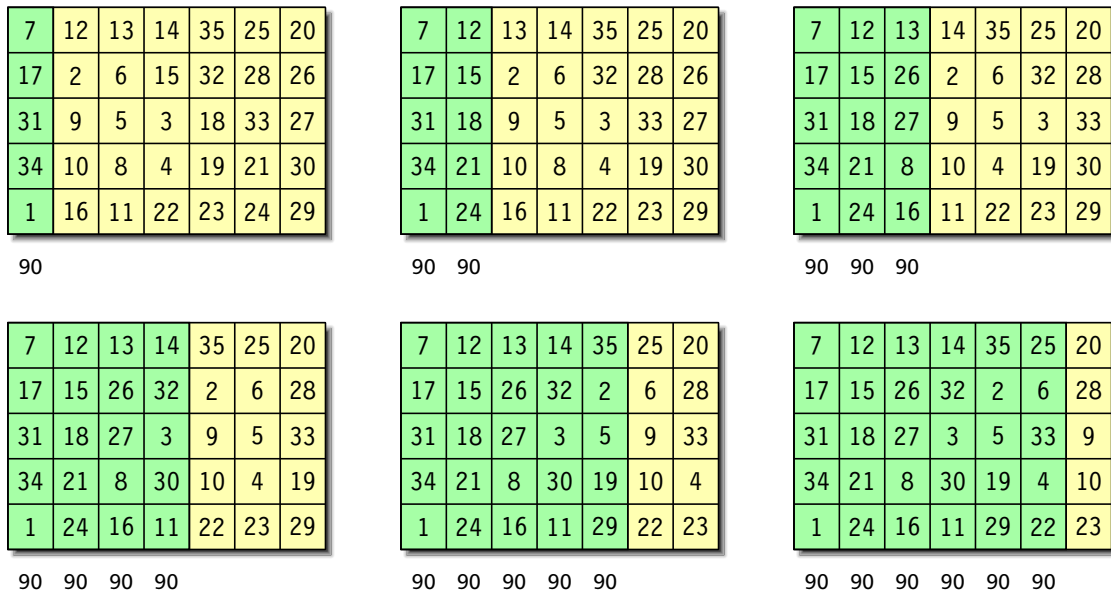 7 12 13 14 35 25 20
17 2 6 15 32 28 26
31 9 5 3 18 33 27
34 10 8 4 19 21 30
1 16 11 22 23 24 29
90
7 12 13 14 35 25 20
17 15 2 6 32 28 26
31 18 9 5 3 33 27
34 21 10 8 4 19 30
1 24 16 11 22 23 29
90 90
7 12 13 14 35 25 20
17 15 26 2 6 32 28
31 18 27 9 5 3 33
34 21 8 10 4 19 30
1 24 16 11 22 23 29
90 90 90
7 12 13 14 35 25 20
17 15 26 32 2 6 28
31 18 27 3 9 5 33
34 21 8 30 10 4 19
1 24 16 11 22 23 29
90 90 90 90
7 12 13 14 35 25 20
17 15 26 32 2 6 28
31 18 27 3 5 9 33
34 21 8 30 19 10 4
1 24 16 11 29 22 23
90 90 90 90 90
7 12 13 14 35 25 20
17 15 26 32 2 6 28
31 18 27 3 5 33 9
34 21 8 30 19 4 10
1 24 16 11 29 22 23
90 90 90 90 90 90